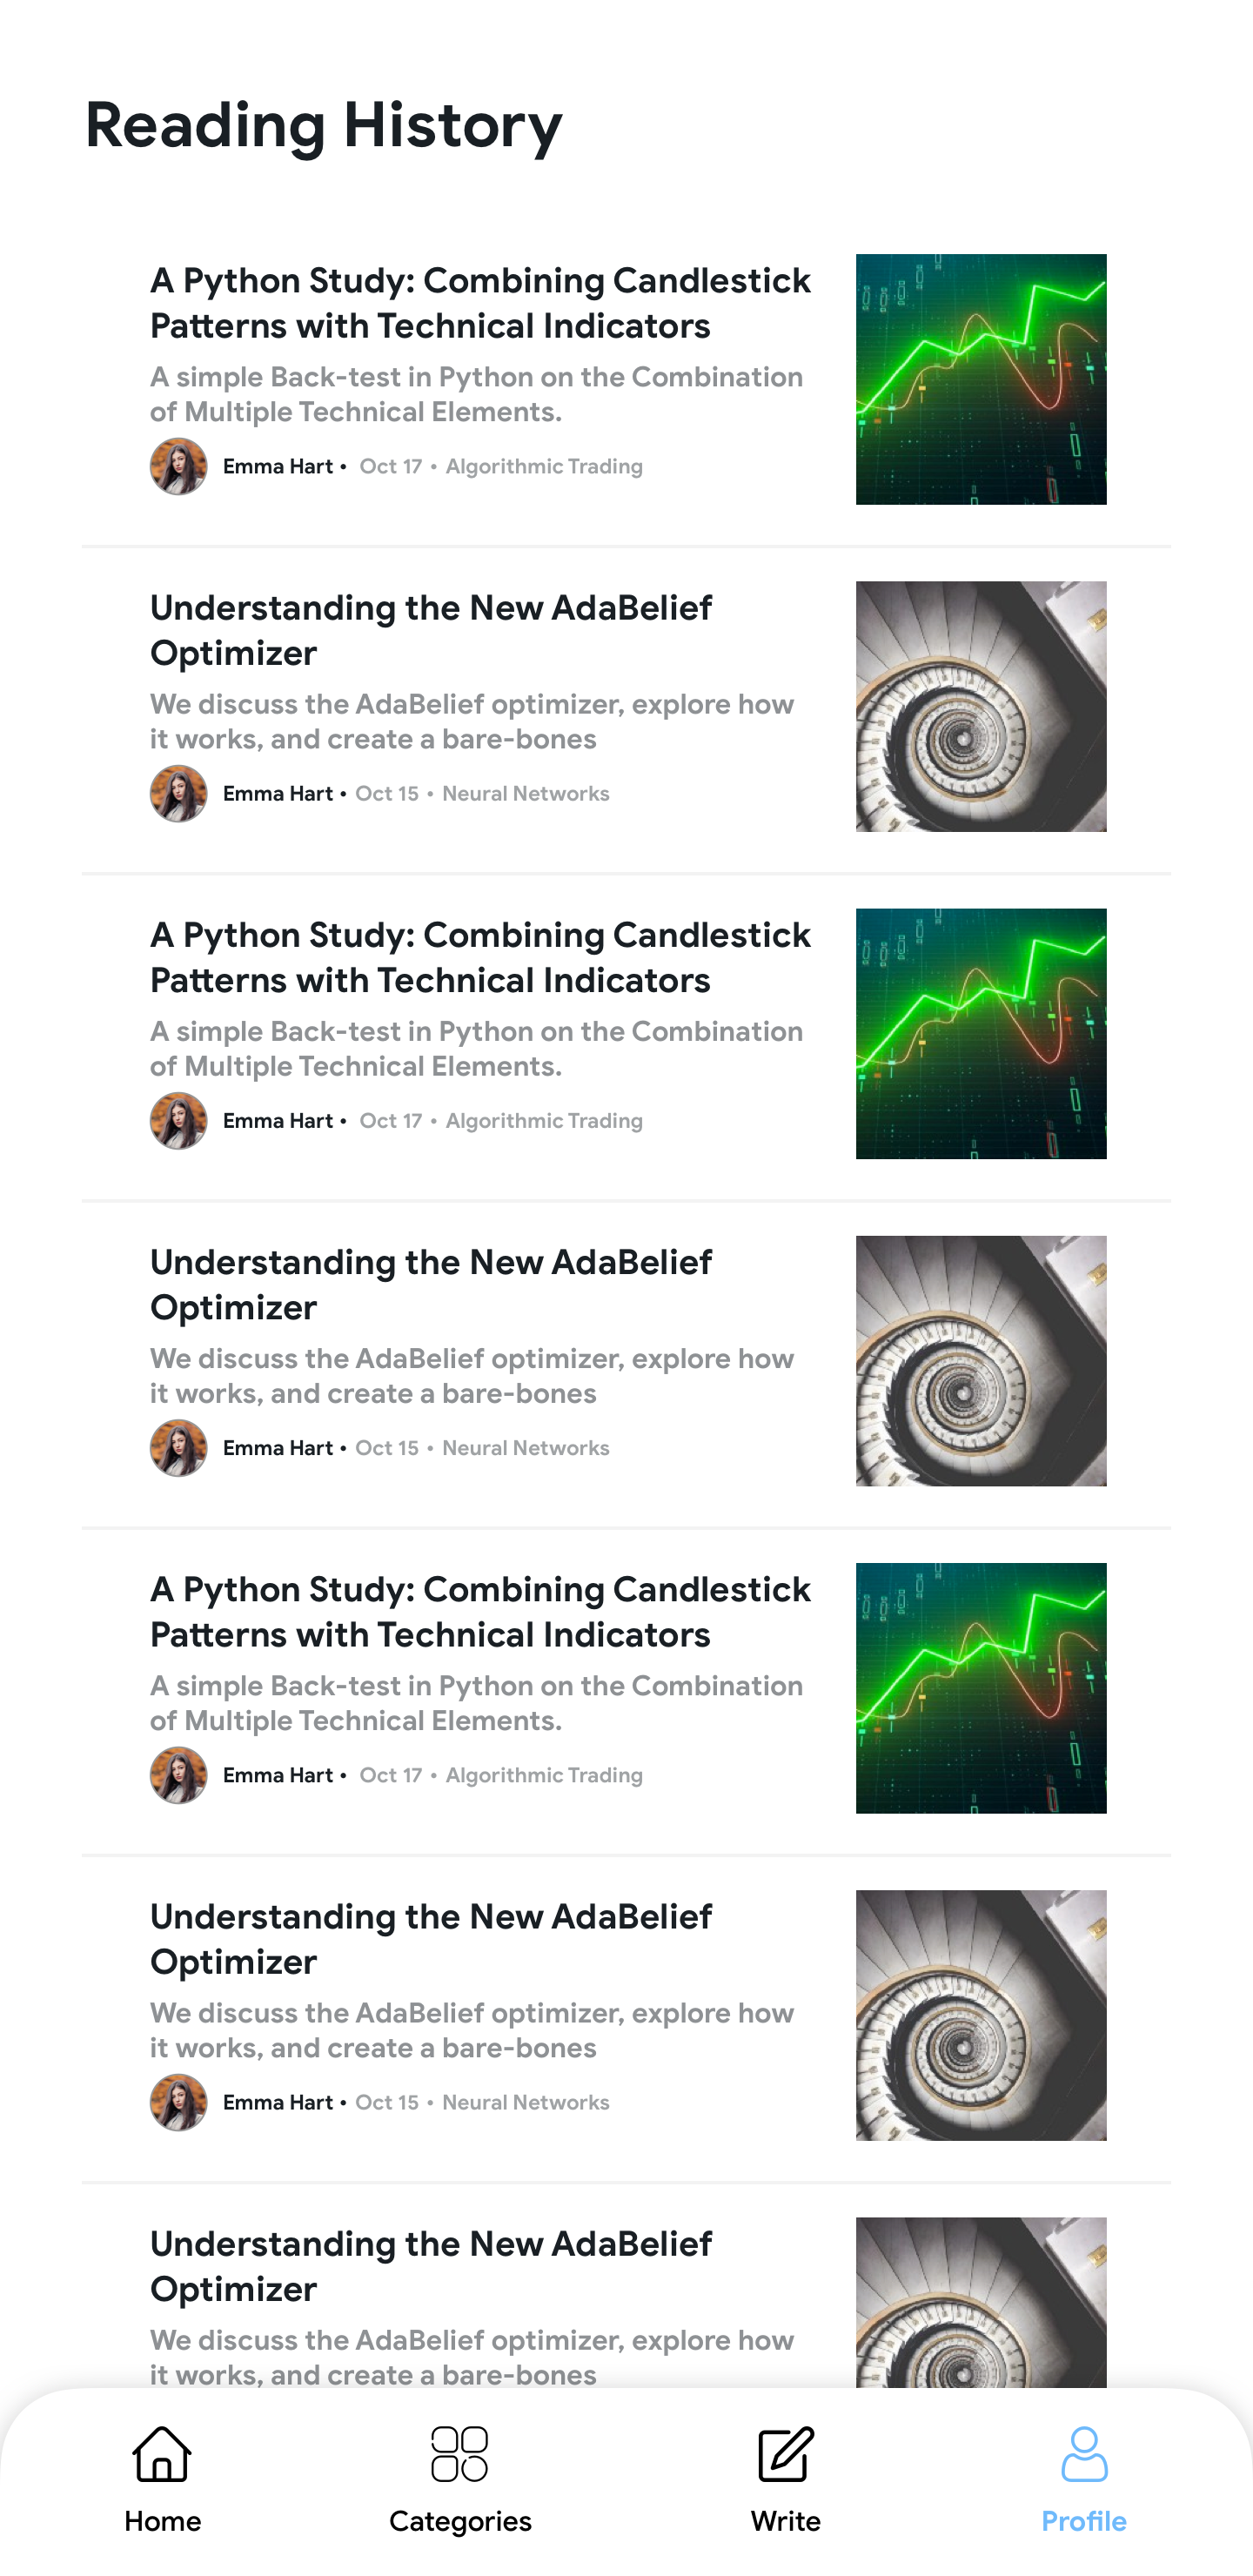 Reading History
A Python Study: Combining Candlestick
Patterns with Technical Indicators
A simple Back-test in Python on the Combination
of Multiple Technical Elements.
Emma Hart • Oct 17 • Algorithmic Trading
Understanding the New AdaBelief
Optimizer
We discuss the AdaBelief optimizer, explore how
it works, and create a bare-bones
Emma Hart • Oct 15 • Neural Networks
A Python Study: Combining Candlestick
Patterns with Technical Indicators
A simple Back-test in Python on the Combination
of Multiple Technical Elements.
Emma Hart • Oct 17 • Algorithmic Trading
Understanding the New AdaBelief
Optimizer
We discuss the AdaBelief optimizer, explore how
it works, and create a bare-bones
Emma Hart • Oct 15 • Neural Networks
A Python Study: Combining Candlestick
Patterns with Technical Indicators
A simple Back-test in Python on the Combination
of Multiple Technical Elements.
Emma Hart • Oct 17 • Algorithmic Trading
Understanding the New AdaBelief
Optimizer
We discuss the AdaBelief optimizer, explore how
it works, and create a bare-bones
Emma Hart • Oct 15 • Neural Networks
Understanding the New AdaBelief
Optimizer
We discuss the AdaBelief optimizer, explore how
it works, and create a bare-bones
Home
Categories
Write
Profile